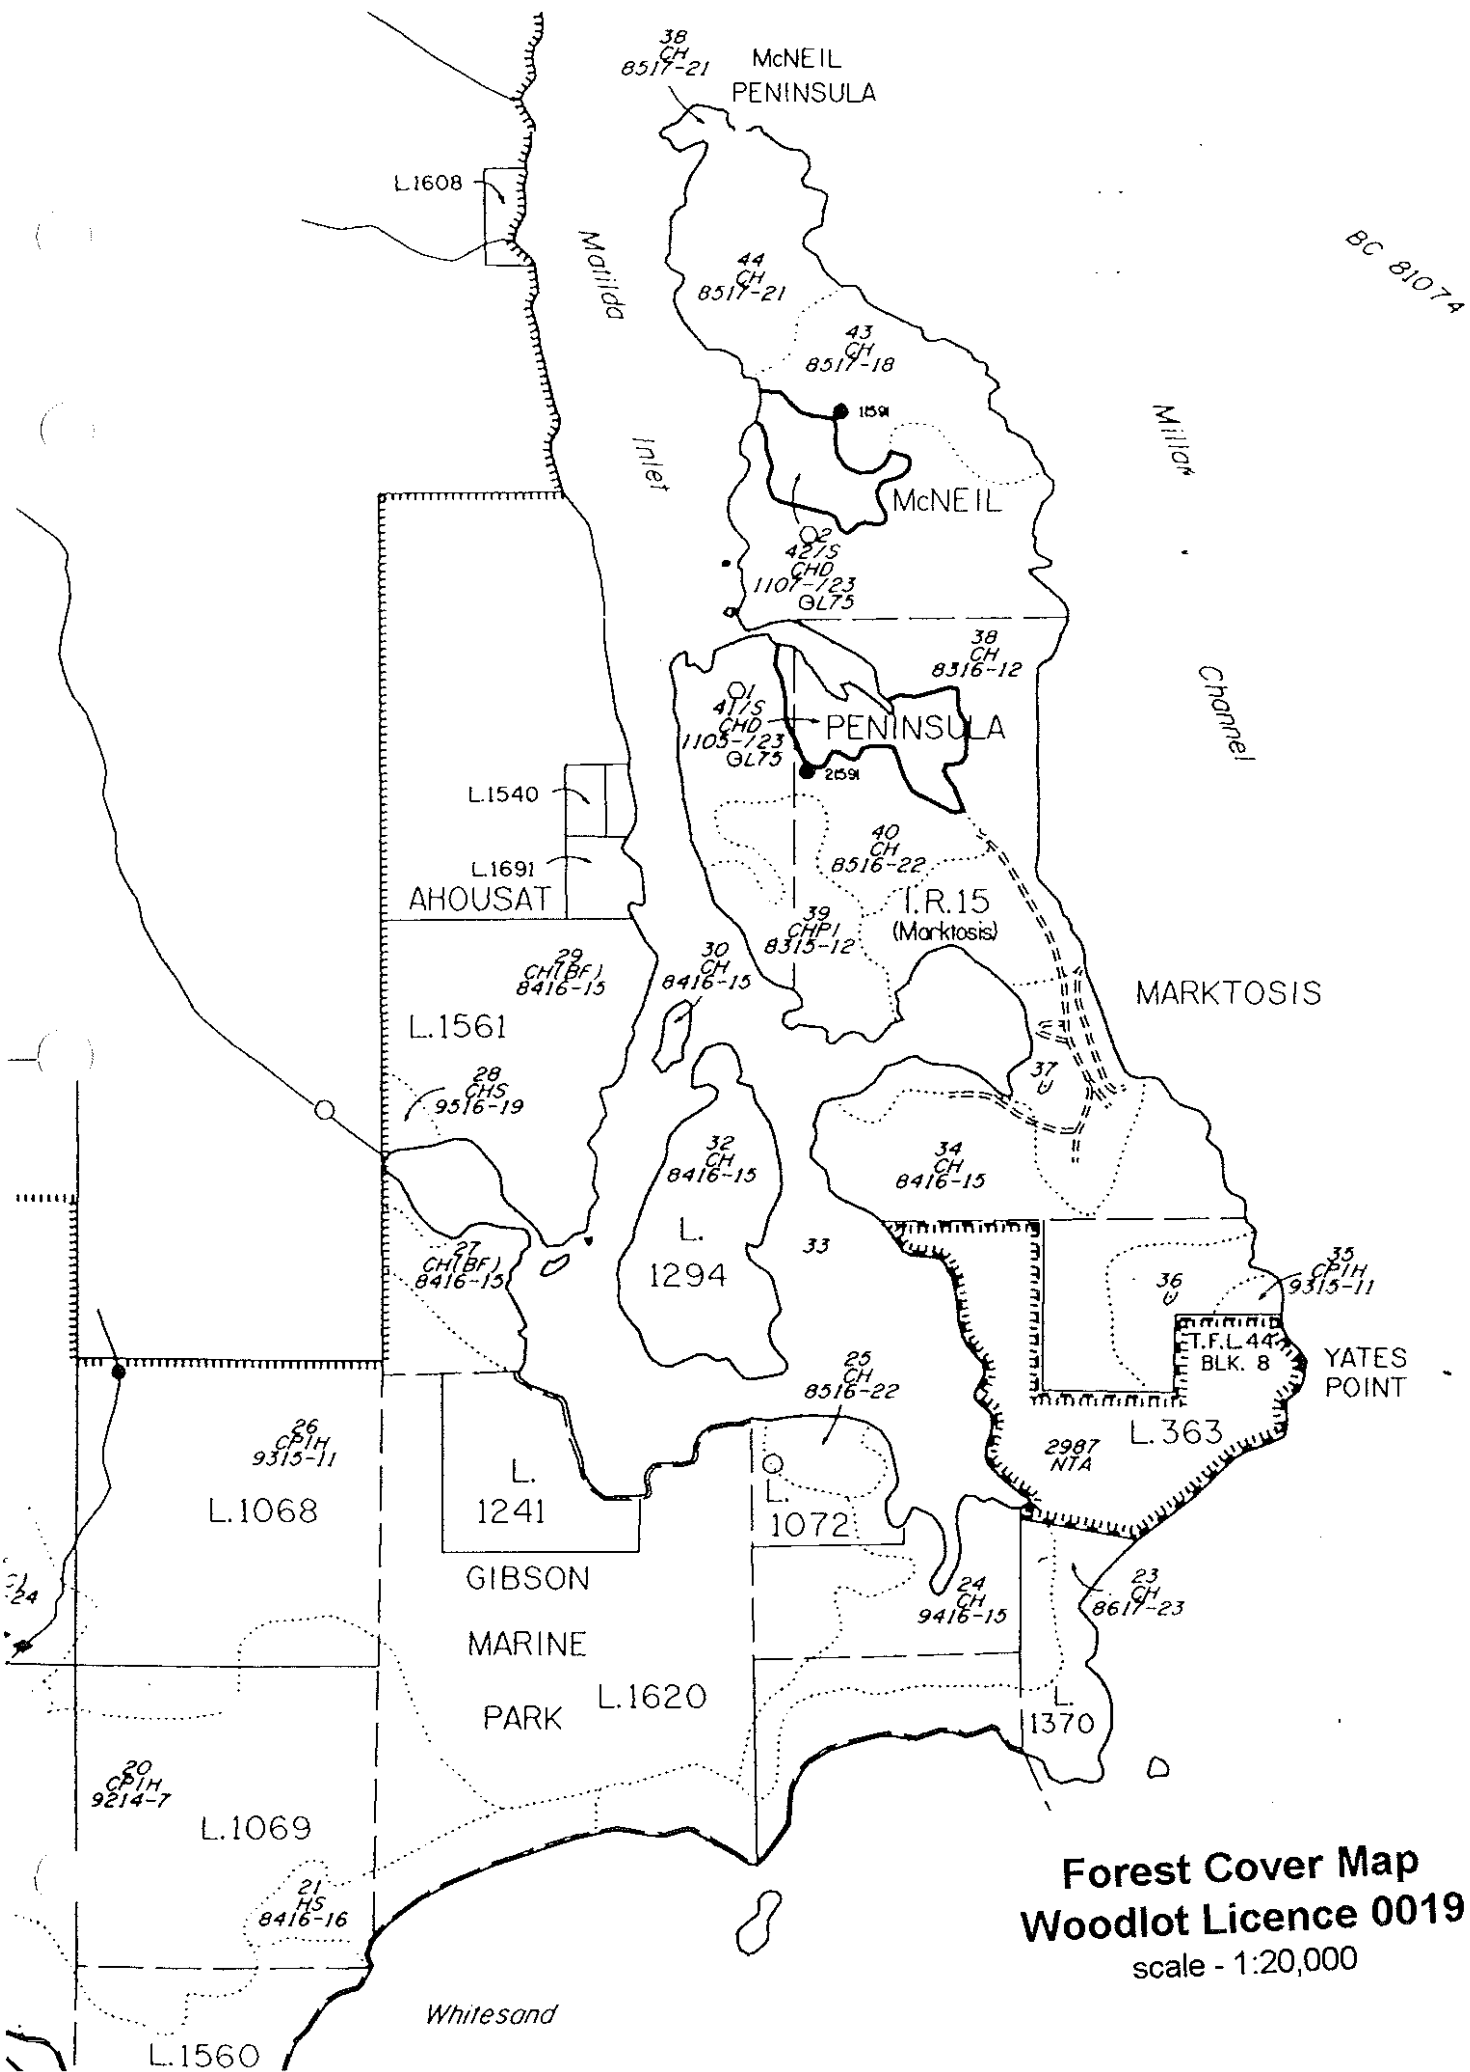 38
CH
8517-21
McNEIL
PENINSULA
L.1608
Matilda
Inlet
BC 81074
44
CH
8517-21
43
CH
8517-18
11591
Millar
Channel
McNEIL
2
42/S
CHD
1107-/23
L75
38
CH
8316-12
1
41/S
CHD
1105-/23
L75
PENINSULA
21591
L.1540
L.1691
AHOUSAT
40
CH
8516-22
I.R.15
(Marktosis)
39
CHPI
8315-12
29
CH(BF)
8416-15
30
CH
8416-15
MARKTOSIS
L.1561
28
CHS
9516-19
37
U
32
CH
8416-15
34
CH
8416-15
L.
1294
33
27
CH(BF)
8416-15
36
U
35
CPIH
9315-11
T.F.L.44
BLK. 8
YATES
POINT
25
CH
8516-22
26
CPIH
9315-11
L.1068
L.
1241
L.
1072
2987
NTA
L.363
GIBSON
MARINE
PARK
24
CH
9416-15
23
CH
8617-23
24
L.1620
L.
1370
20
CPIH
9214-7
L.1069
21
HS
8416-16
Forest Cover Map
Woodlot Licence 0019
scale - 1:20,000
Whitesand
L.1560